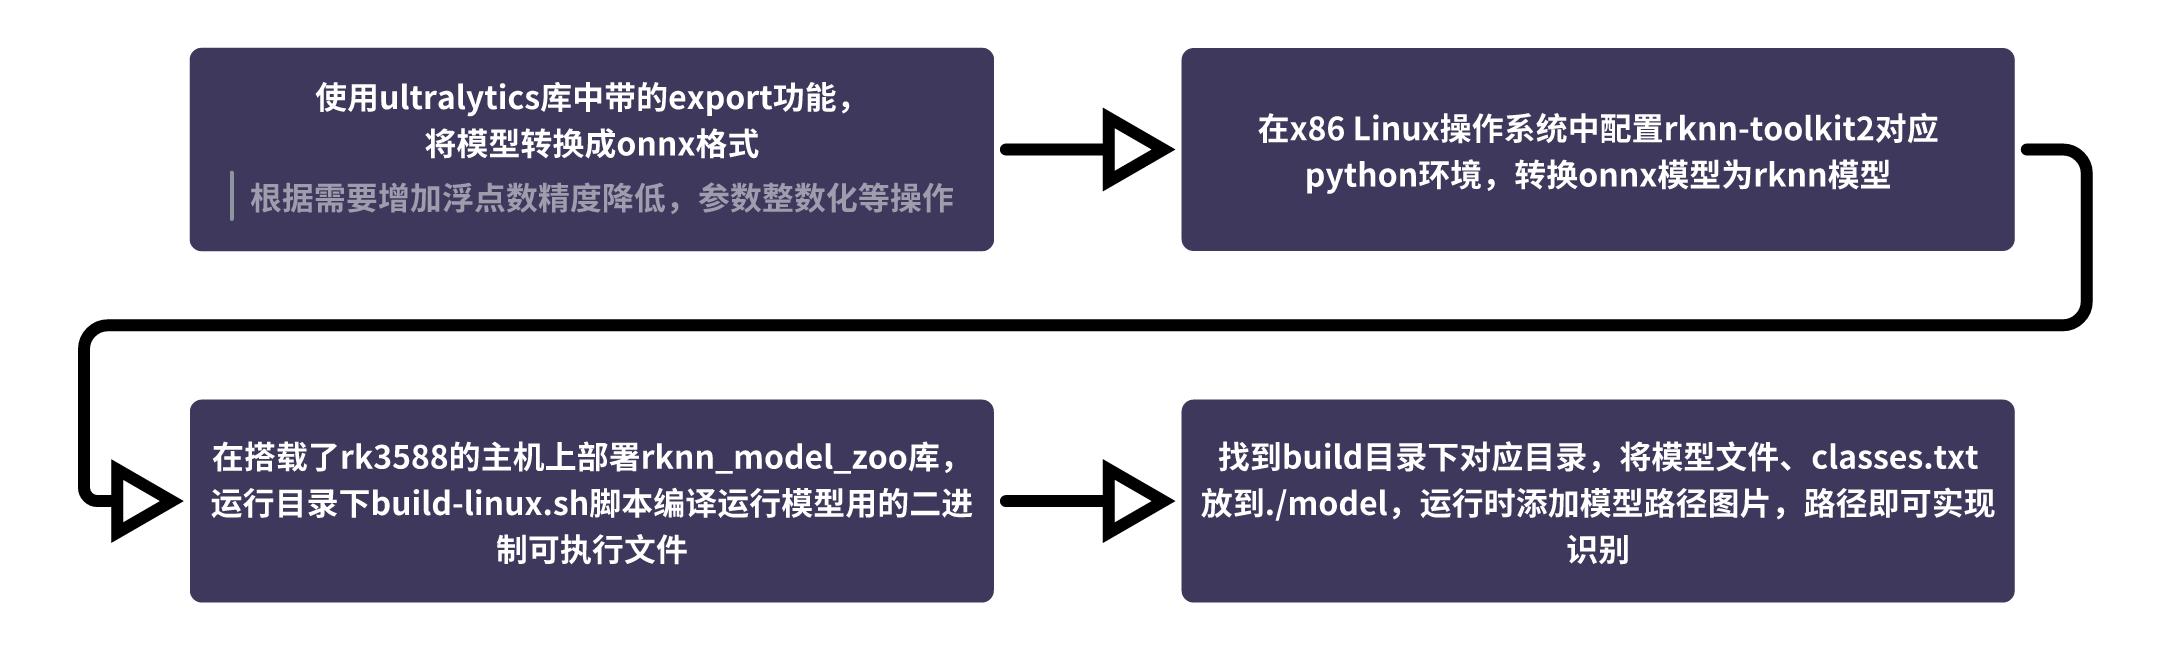 使用ultralytics库中带的export功能，
将模型转换成onnx格式
根据需要增加浮点数精度降低，参数整数化等操作
在x86 Linux操作系统中配置rknn-toolkit2对应
python环境，转换onnx模型为rknn模型
在搭载了rk3588的主机上部署rknn_model_zoo库，
运行目录下build-linux.sh脚本编译运行模型用的二进
制可执行文件
找到build目录下对应目录，将模型文件、classes.txt
放到./model，运行时添加模型路径图片，路径即可实现
识别